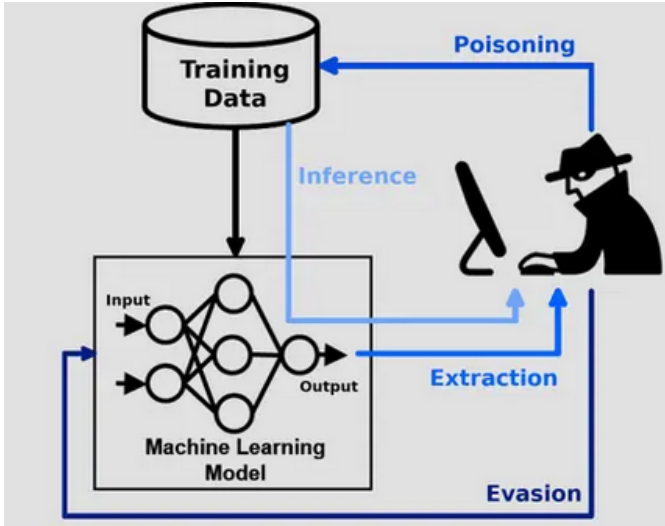 Poisoning
Training
Data
Inference
Input
Output
Extraction
Machine Learning
Model
Evasion